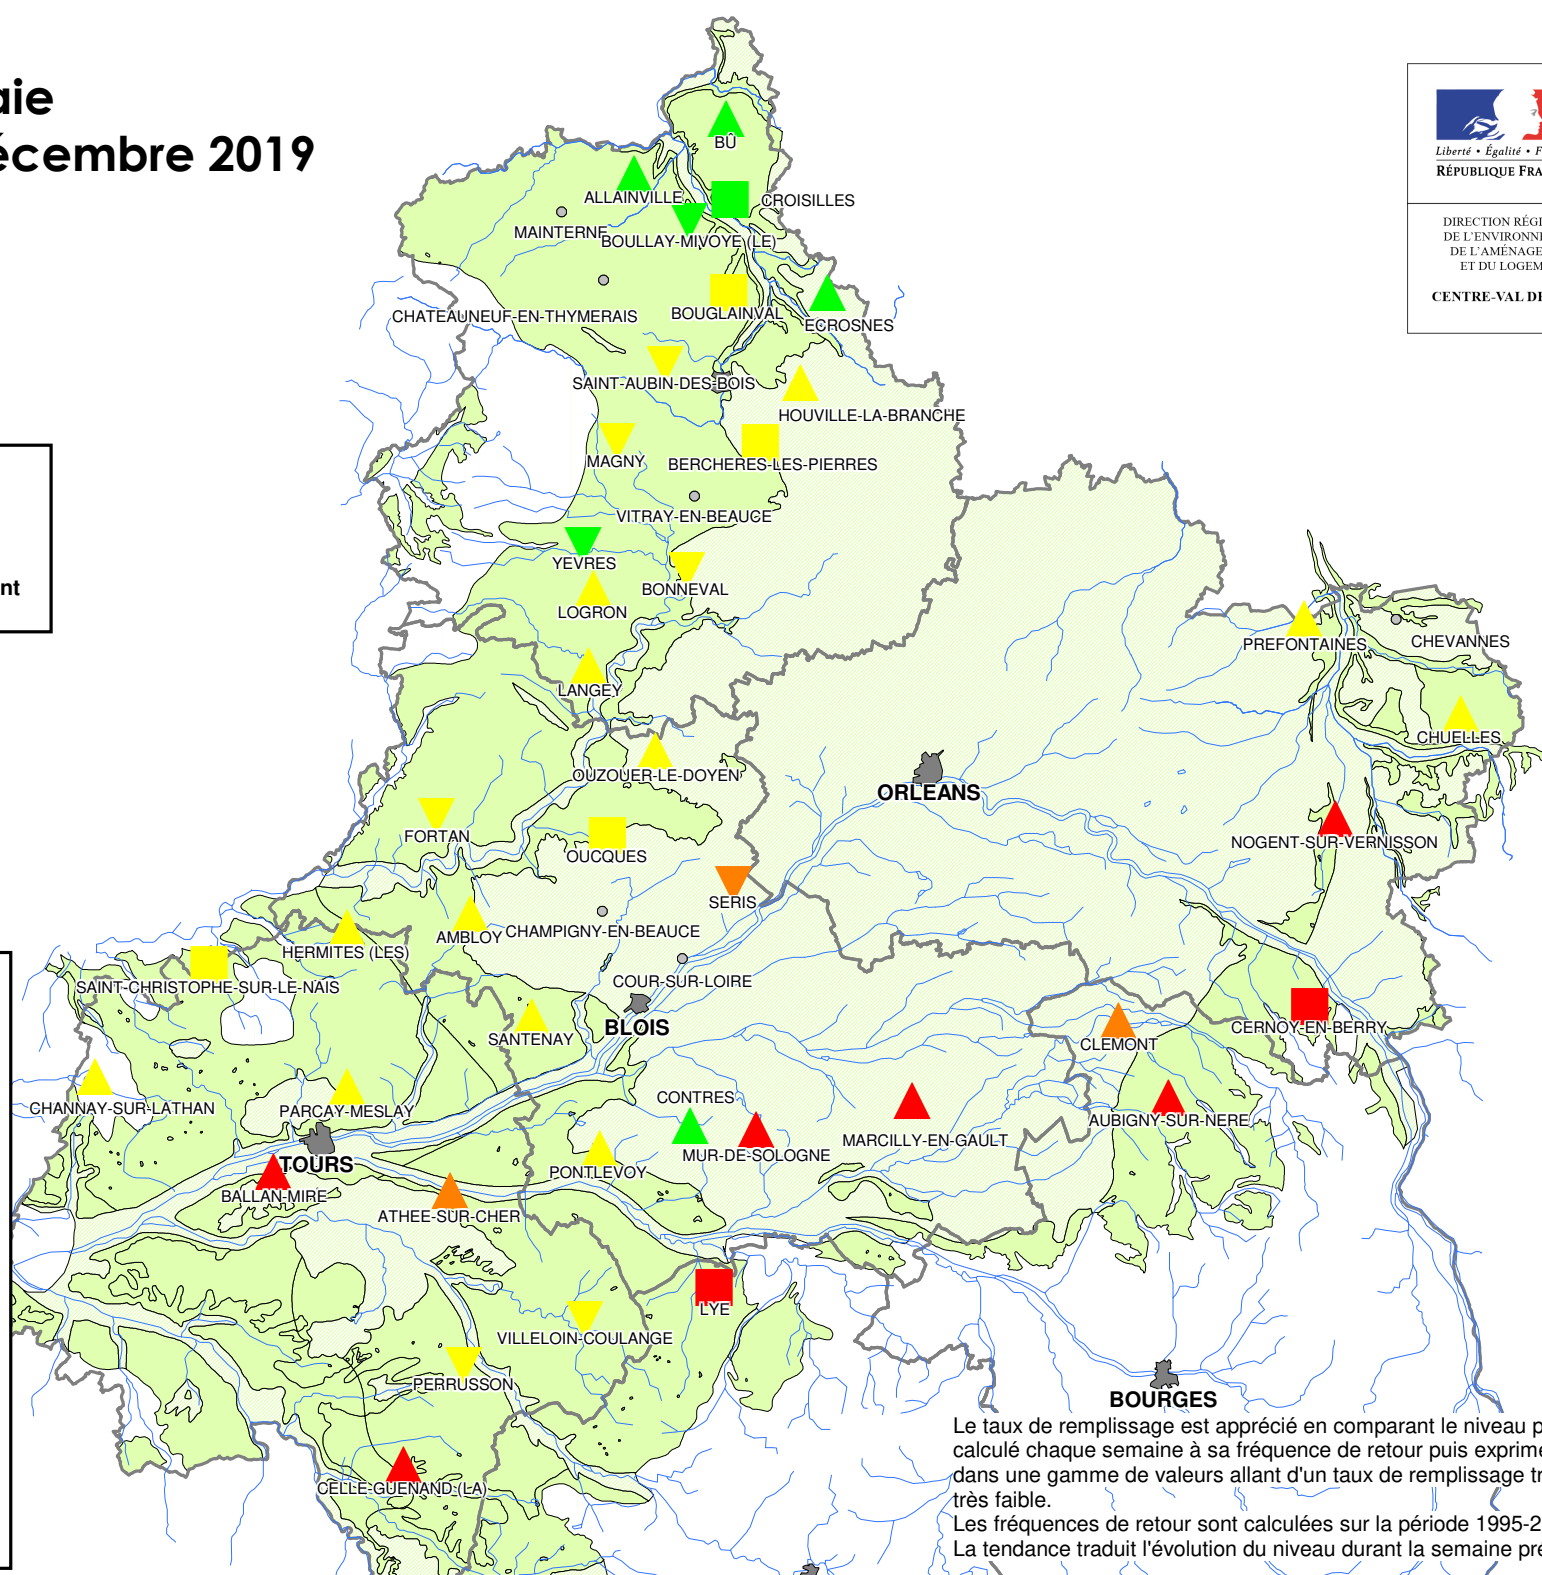 aie
écembre 2019
Liberté • Égalité • F
RÉPUBLIQUE FRA
DIRECTION RÉGI
DE L'ENVIRONNE
DE L'AMÉNAGE
ET DU LOGEM
CENTRE-VAL DE
BÛ
ALLAINVILLE
CROISILLES
MAINTERNE
BOULLAY-MIVOYE (LE)
CHATEAUNEUF-EN-THYMERAIS
BOUGLAINVAL
ECROSNES
SAINT-AUBIN-DES-BOIS
HOUVILLE-LA-BRANCHE
MAGNY
BERCHERES-LES-PIERRES
VITRAY-EN-BEAUCE
YEVRES
BONNEVAL
nt
LOGRON
PREFONTAINES
CHEVANNES
LANGEY
CHUELLES
OUZOUER-LE-DOYEN
ORLEANS
FORTAN
OUCQUES
NOGENT-SUR-VERNISSON
SERIS
AMBLOY
CHAMPIGNY-EN-BEAUCE
HERMITES (LES)
SAINT-CHRISTOPHE-SUR-LE-NAIS
COUR-SUR-LOIRE
BLOIS
SANTENAY
CERNOY-EN-BERRY
CLEMONT
CONTRES
CHANNAY-SUR-LATHAN
PARCAY-MESLAY
AUBIGNY-SUR-NERE
MARCILLY-EN-GAULT
MUR-DE-SOLOGNE
TOURS
PONTLEVOY
BALLAN-MIRE
ATHEE-SUR-CHER
LYE
VILLELOIN-COULANGE
PERRUSSON
BOURGES
CELLE-GUENAND (LA)
Le taux de remplissage est apprécié en comparant le niveau p
calculé chaque semaine à sa fréquence de retour puis exprimé
dans une gamme de valeurs allant d'un taux de remplissage tr
très faible.
Les fréquences de retour sont calculées sur la période 1995-2
La tendance traduit l'évolution du niveau durant la semaine pré